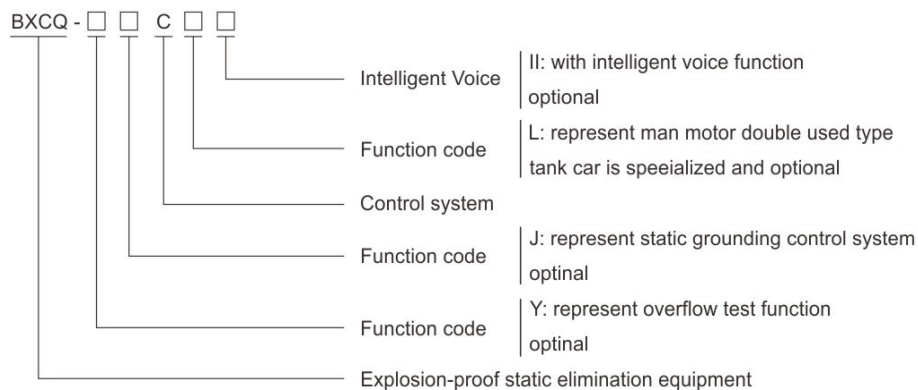 BXCQ - □ □ C □ □
Intelligent Voice
II: with intelligent voice function
optional
Function code
L: represent man motor double used type
tank car is speeialized and optional
Control system
Function code
J: represent static grounding control system
optinal
Function code
Y: represent overflow test function
optinal
Explosion-proof static elimination equipment